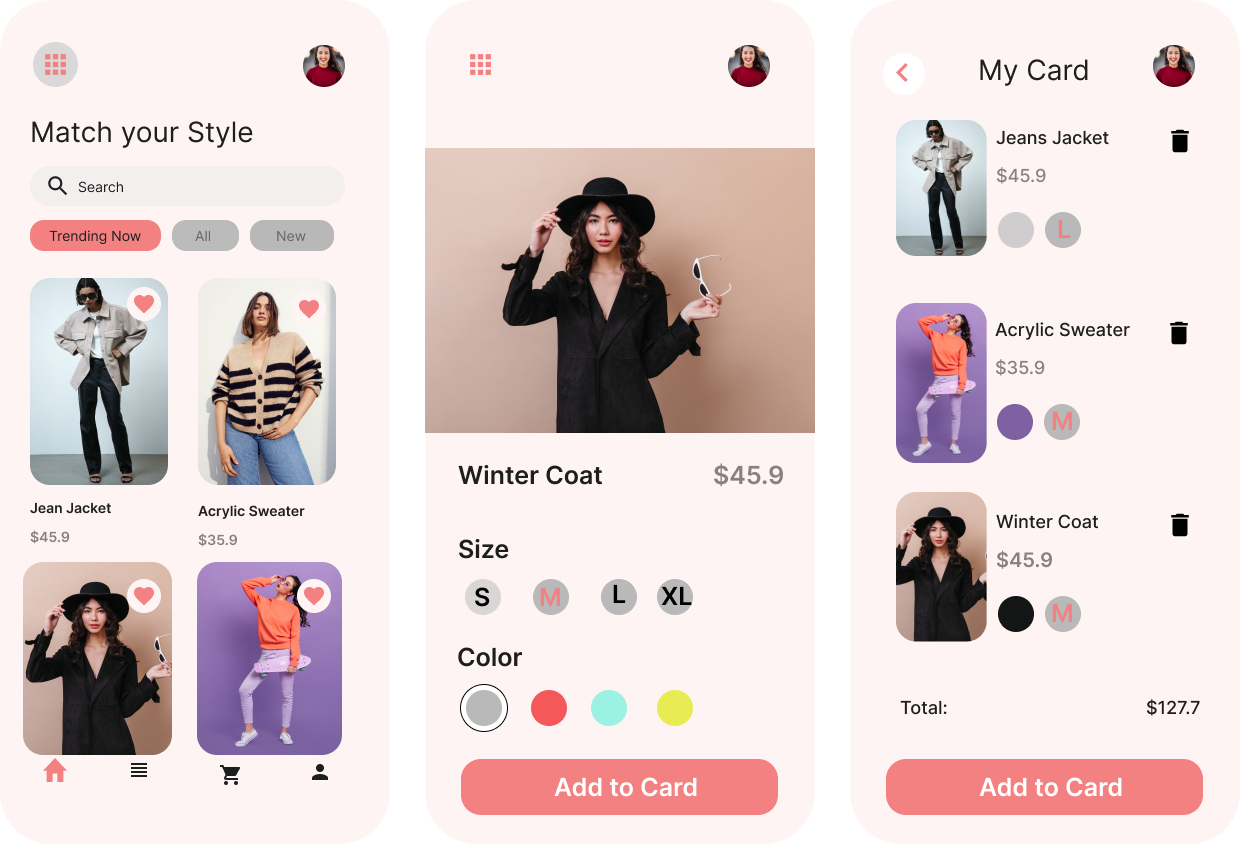 Match your Style
Search
Trending Now
All
New
Jean Jacket
$45.9
Acrylic Sweater
$35.9
Winter Coat
$45.9
Size
S
M
L
XL
Color
Add to Card
My Card
Jeans Jacket
$45.9
L
Acrylic Sweater
$35.9
M
Winter Coat
$45.9
M
Total:
$127.7
Add to Card